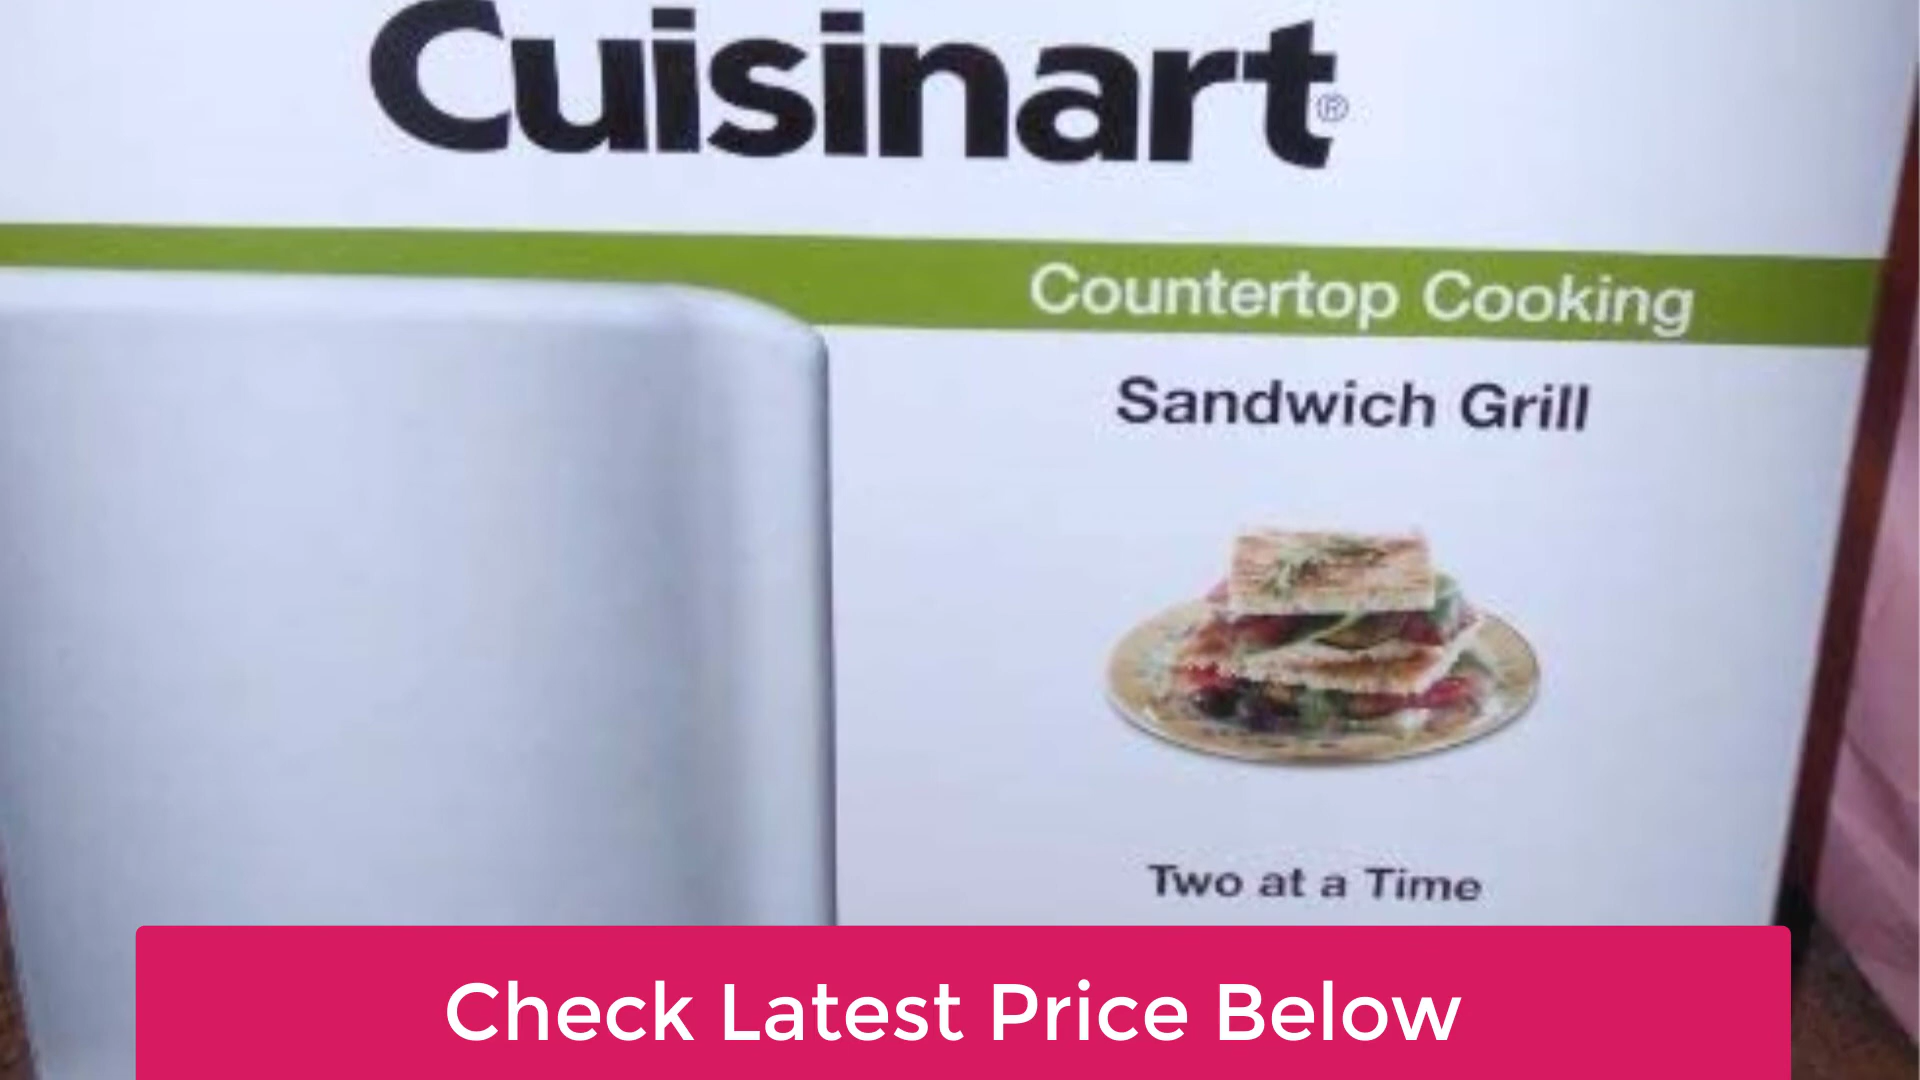 Cuisinart®
Countertop Cooking
Sandwich Grill
Two at a Time
Check Latest Price Below